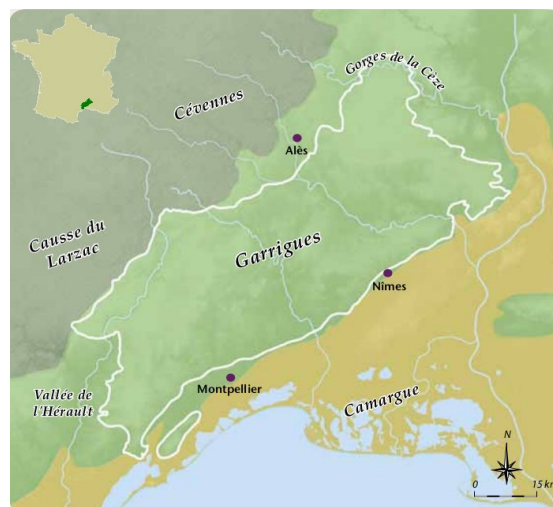 Gorges de la Cèze
Cévennes
Alès
Causse du
Larzac
Garrigues
Nîmes
Vallée de
l'Hérault
Montpellier
Camargue
N
0 15 km